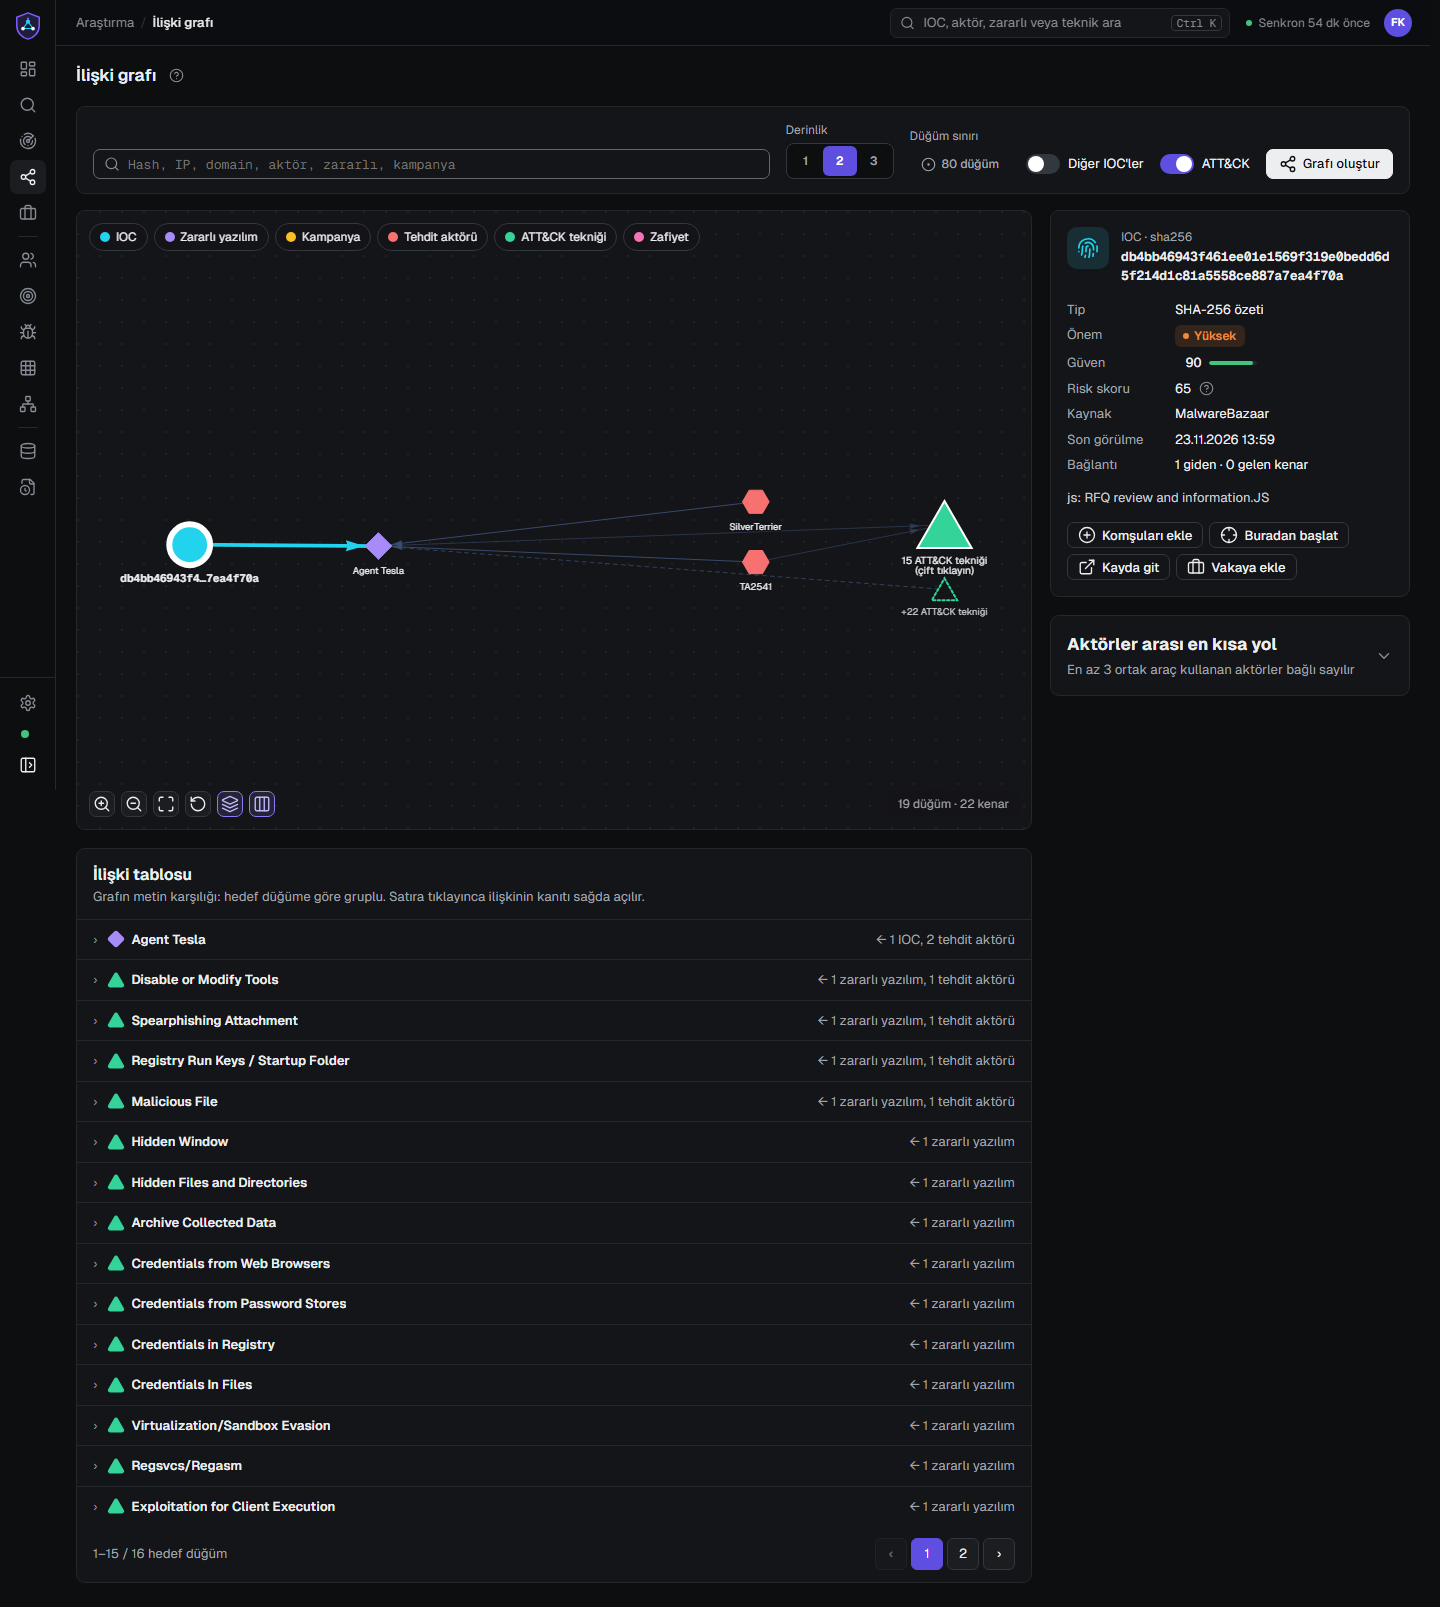 Araştırma / İlişki grafı
IOC, aktör, zararlı veya teknik ara
Ctrl K
Senkron 54 dk önce
FK
İlişki grafı
Hash, IP, domain, aktör, zararlı, kampanya
Derinlik
1 2 3
Düğüm sınırı
80 düğüm
Diğer IOC'ler
ATT&CK
Grafı oluştur
IOC
Zararlı yazılım
Kampanya
Tehdit aktörü
ATT&CK tekniği
Zafiyet
db4bb46943f4…7ea4f70a
Agent Tesla
SilverTerrier
TA2541
15 ATT&CK tekniği
(çift tıklayın)
+22 ATT&CK tekniği
19 düğüm · 22 kenar
IOC · sha256
db4bb46943f461ee01e1569f319e0bedd6d
5f214d1c81a5558ce887a7ea4f70a
Tip SHA-256 özeti
Önem Yüksek
Güven 90
Risk skoru 65
Kaynak MalwareBazaar
Son görülme 23.11.2026 13:59
Bağlantı 1 giden · 0 gelen kenar
js: RFQ review and information.JS
Komşuları ekle
Buradan başlat
Kayda git
Vakaya ekle
Aktörler arası en kısa yol
En az 3 ortak araç kullanan aktörler bağlı sayılır
İlişki tablosu
Grafın metin karşılığı: hedef düğüme göre gruplu. Satıra tıklayınca ilişkinin kanıtı sağda açılır.
› Agent Tesla ← 1 IOC, 2 tehdit aktörü
› Disable or Modify Tools ← 1 zararlı yazılım, 1 tehdit aktörü
› Spearphishing Attachment ← 1 zararlı yazılım, 1 tehdit aktörü
› Registry Run Keys / Startup Folder ← 1 zararlı yazılım, 1 tehdit aktörü
› Malicious File ← 1 zararlı yazılım, 1 tehdit aktörü
› Hidden Window ← 1 zararlı yazılım
› Hidden Files and Directories ← 1 zararlı yazılım
› Archive Collected Data ← 1 zararlı yazılım
› Credentials from Web Browsers ← 1 zararlı yazılım
› Credentials from Password Stores ← 1 zararlı yazılım
› Credentials in Registry ← 1 zararlı yazılım
› Credentials In Files ← 1 zararlı yazılım
› Virtualization/Sandbox Evasion ← 1 zararlı yazılım
› Regsvcs/Regasm ← 1 zararlı yazılım
› Exploitation for Client Execution ← 1 zararlı yazılım
1–15 / 16 hedef düğüm
‹ 1 2 ›